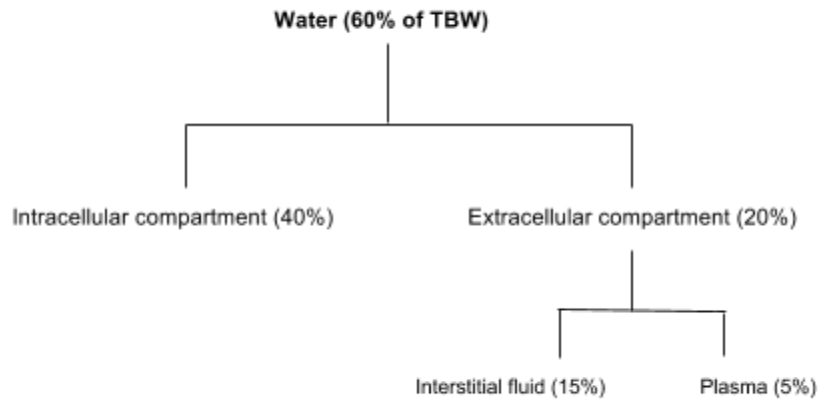 Water (60% of TBW)
Intracellular compartment (40%)
Extracellular compartment (20%)
Interstitial fluid (15%)
Plasma (5%)